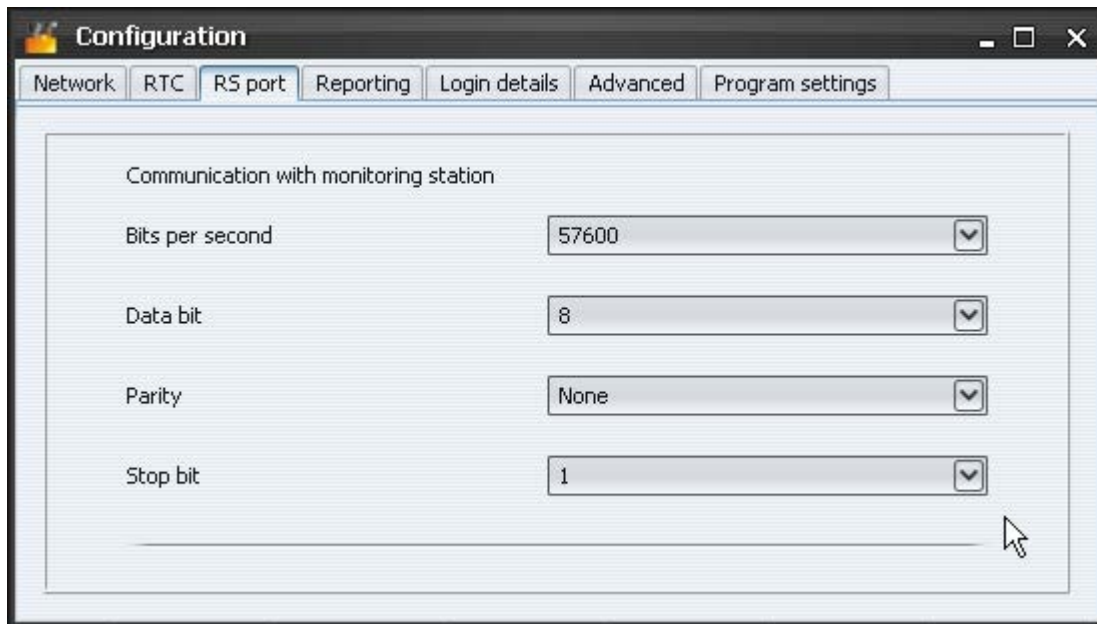 Configuration
Network RTC RS port Reporting Login details Advanced Program settings
Communication with monitoring station
Bits per second 57600
Data bit 8
Parity None
Stop bit 1